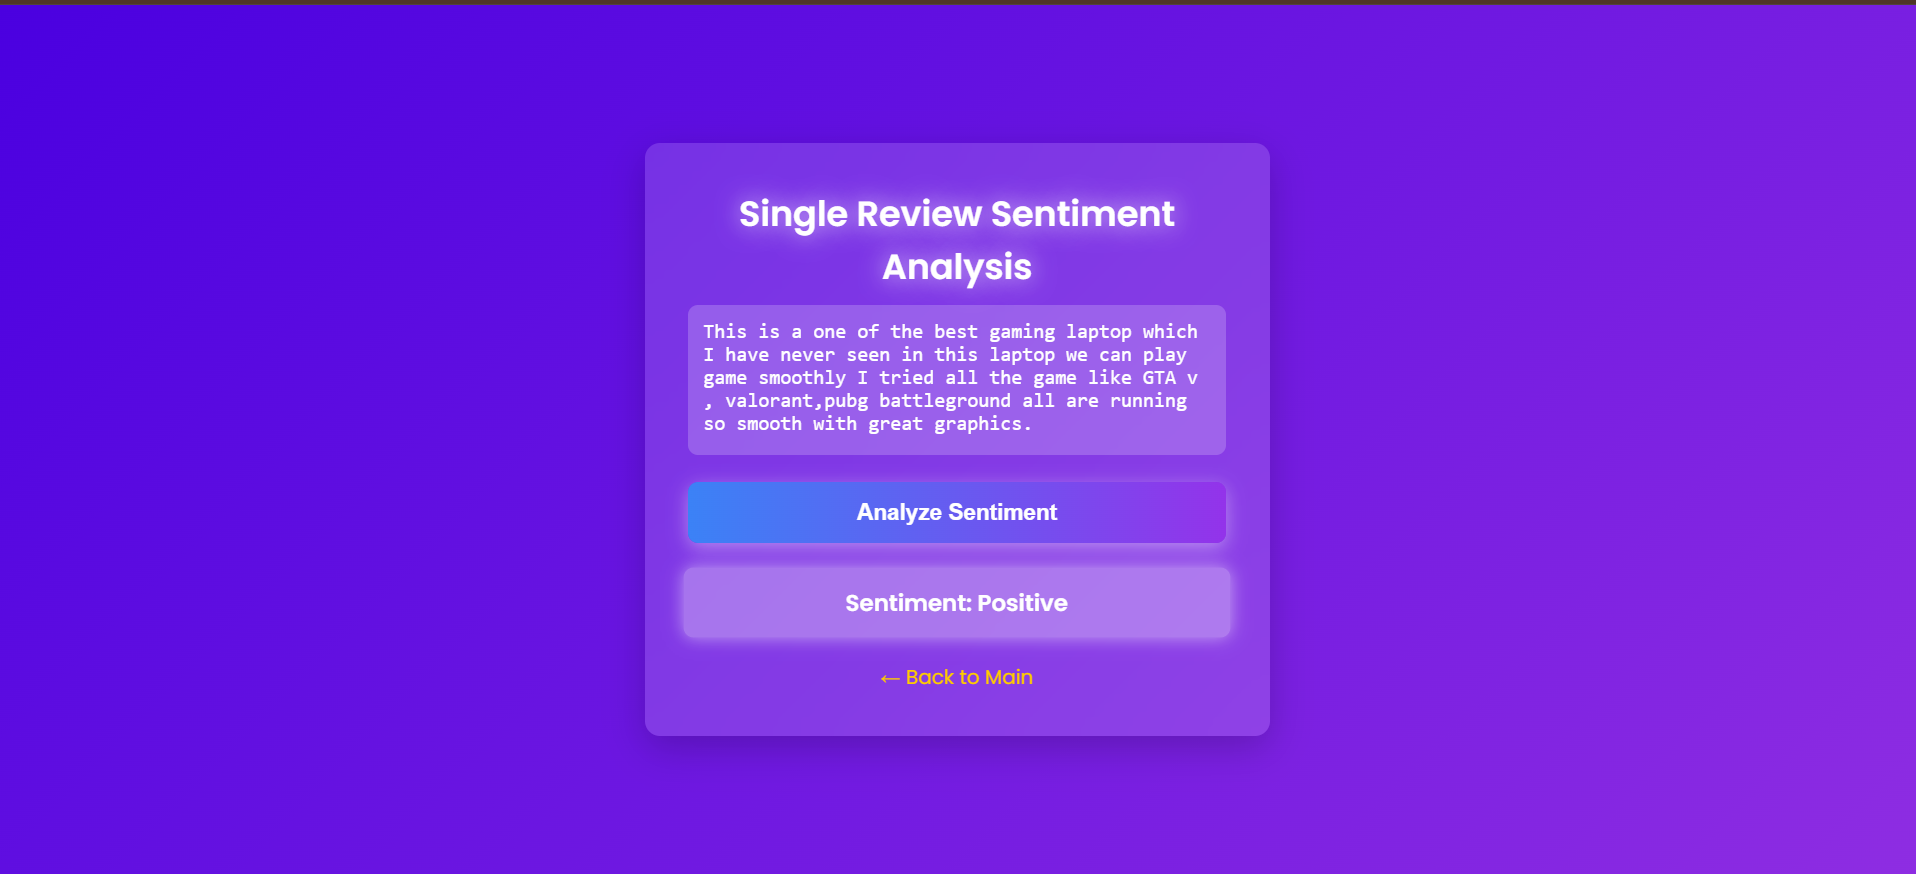 Single Review Sentiment
Analysis
This is a one of the best gaming laptop which
I have never seen in this laptop we can play
game smoothly I tried all the game like GTA v
, valorant,pubg battleground all are running
so smooth with great graphics.
Analyze Sentiment
Sentiment: Positive
← Back to Main